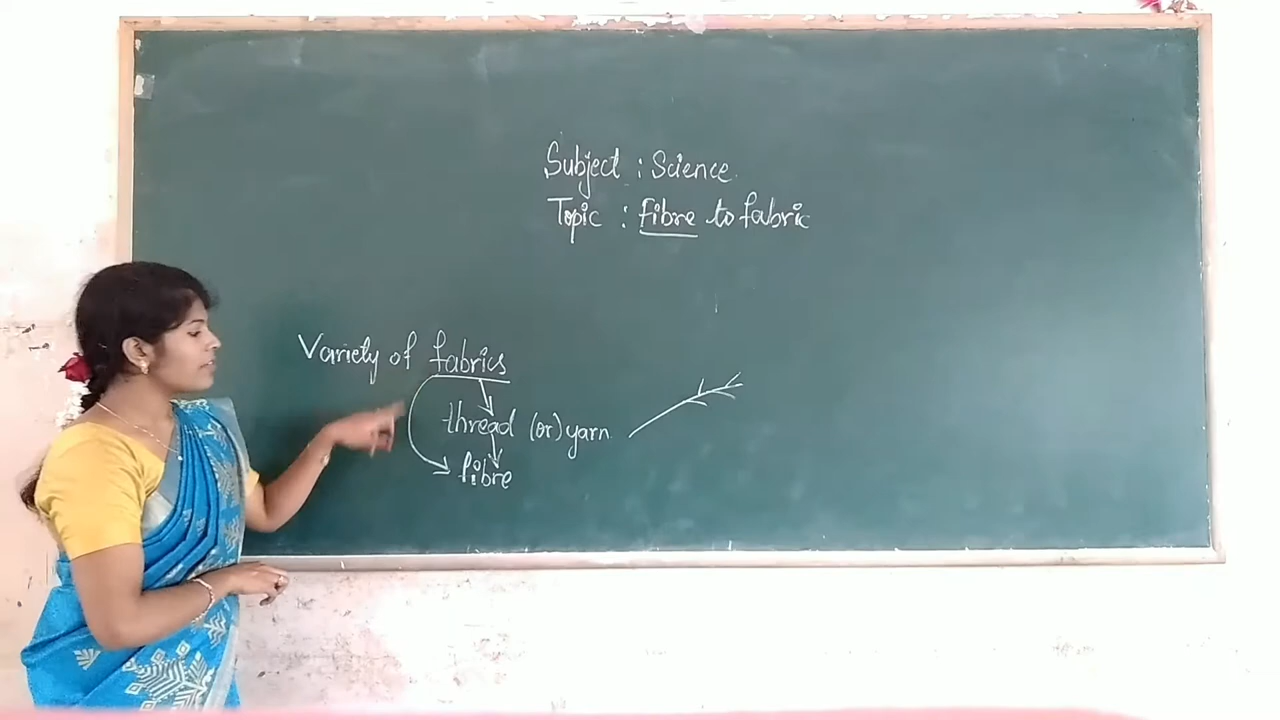 Subject : Science
Topic : fibre to fabric
Variety of fabrics
thread (or) yarn
fibre